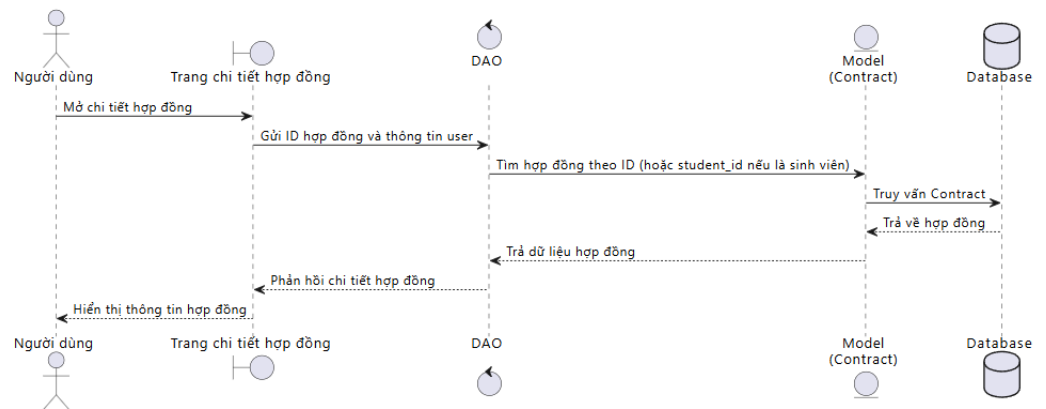 Người dùng
Trang chi tiết hợp đồng
DAO
Model
(Contract)
Database
Mở chi tiết hợp đồng
Gửi ID hợp đồng và thông tin user
Tìm hợp đồng theo ID (hoặc student_id nếu là sinh viên)
Truy vấn Contract
Trả về hợp đồng
Trả dữ liệu hợp đồng
Phản hồi chi tiết hợp đồng
Hiển thị thông tin hợp đồng
Người dùng
Trang chi tiết hợp đồng
DAO
Model
(Contract)
Database